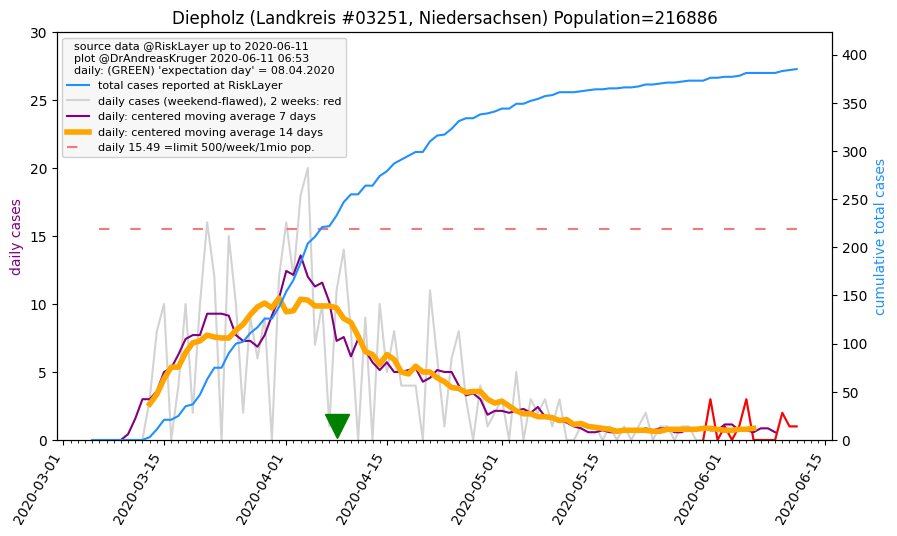 Diepholz (Landkreis #03251, Niedersachsen) Population=216886
source data @RiskLayer up to 2020-06-11
plot @DrAndreasKruger 2020-06-11 06:53
daily: (GREEN) 'expectation day' = 08.04.2020
total cases reported at RiskLayer
daily cases (weekend-flawed), 2 weeks: red
daily: centered moving average 7 days
daily: centered moving average 14 days
daily 15.49 =limit 500/week/1mio pop.
daily cases
30
25
20
15
10
5
0
cumulative total cases
400
350
300
250
200
150
100
50
0
2020-03-01
2020-03-15
2020-04-01
2020-04-15
2020-05-01
2020-05-15
2020-06-01
2020-06-15